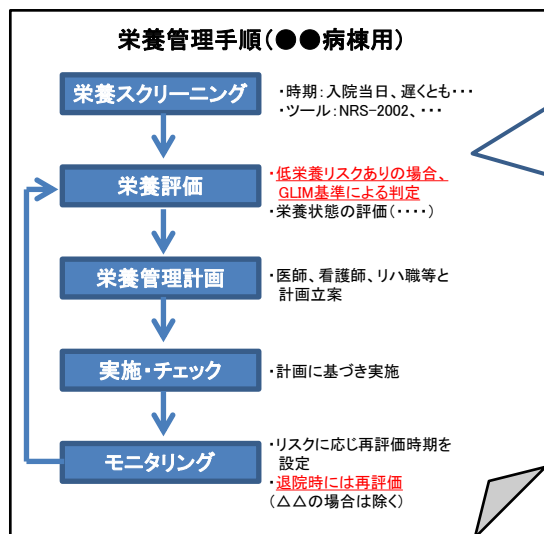 栄養管理手順（●●病棟用）
栄養スクリーニング
・時期：入院当日、遅くとも・・・
・ツール：NRS-2002、・・・
栄養評価
・低栄養リスクありの場合、
GLIM基準による判定
・栄養状態の評価（・・・・）
栄養管理計画
・医師、看護師、リハ職等と
計画立案
実施・チェック
・計画に基づき実施
モニタリング
・リスクに応じ再評価時期を
設定
・退院時には再評価
（△△の場合は除く）